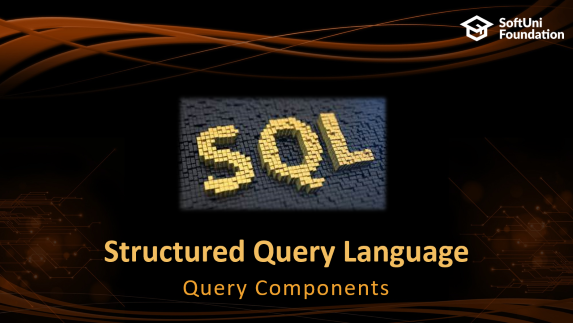 SoftUni
Foundation
SQL
Structured Query Language
Query Components